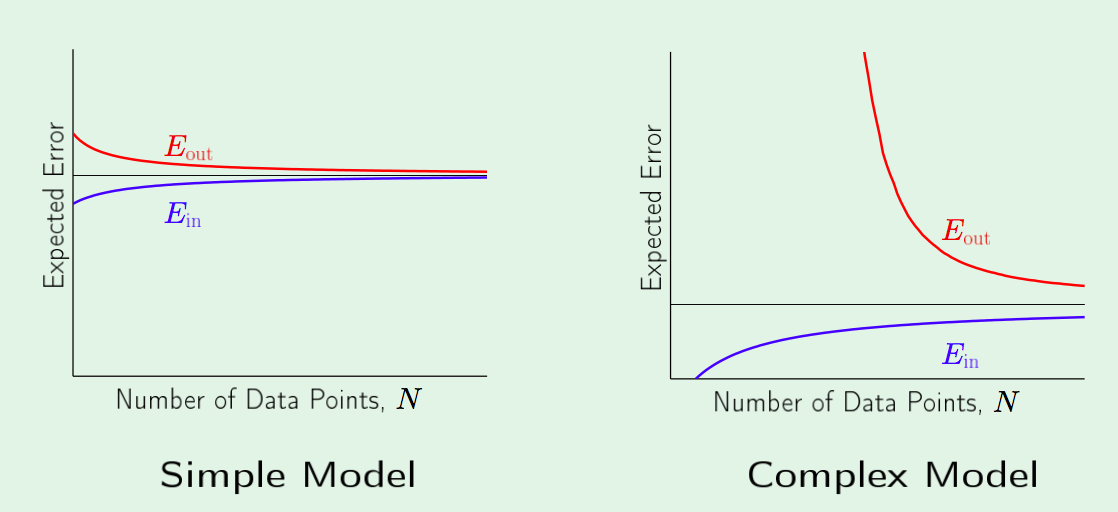 Expected Error
E_out
E_in
Number of Data Points, N
Simple Model
Expected Error
E_out
E_in
Number of Data Points, N
Complex Model